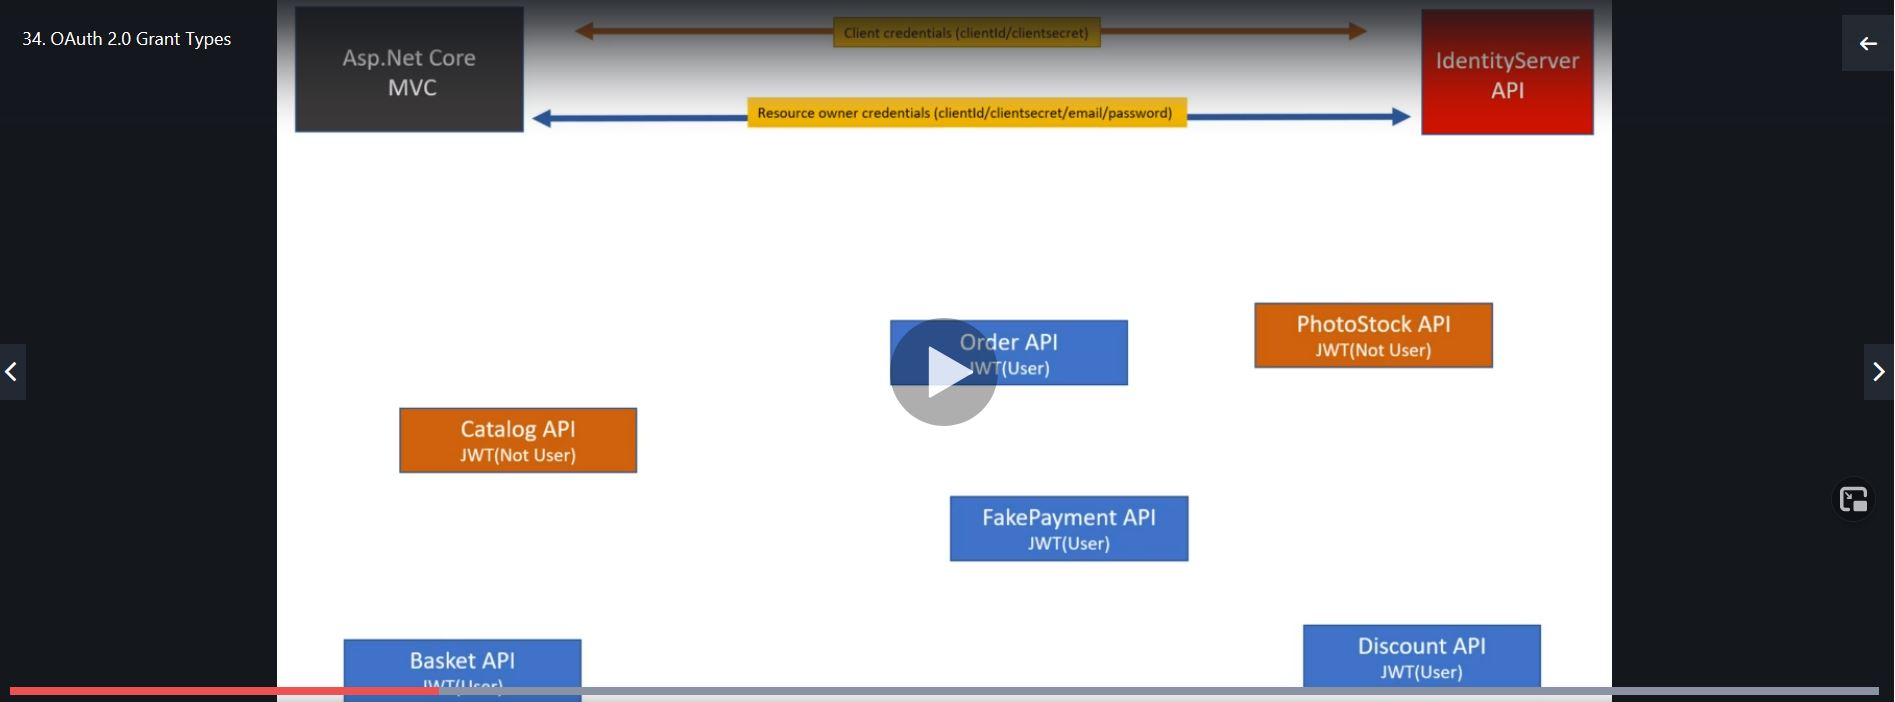 34. OAuth 2.0 Grant Types
Asp.Net Core
MVC
Client credentials (clientId/clientsecret)
IdentityServer
API
Resource owner credentials (clientId/clientsecret/email/password)
Order API
JWT(User)
PhotoStock API
JWT(Not User)
Catalog API
JWT(Not User)
FakePayment API
JWT(User)
Basket API
JWT(User)
Discount API
JWT(User)